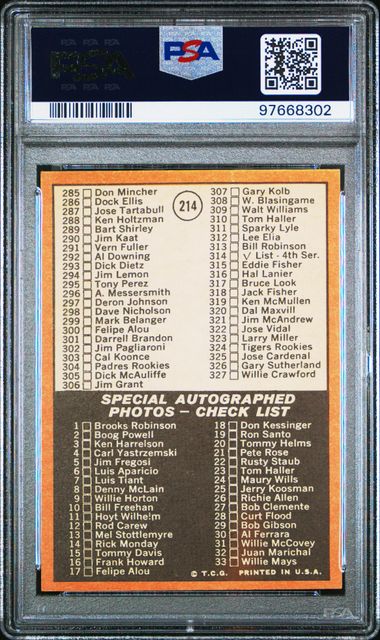 PSA
97668302
214
285 Don Mincher
286 Dock Ellis
287 Jose Tartabull
288 Ken Holtzman
289 Bart Shirley
290 Jim Kaat
291 Vern Fuller
292 Al Downing
293 Dick Dietz
294 Jim Lemon
295 Tony Perez
296 A. Messersmith
297 Deron Johnson
298 Dave Nicholson
299 Mark Belanger
300 Felipe Alou
301 Darrell Brandon
302 Jim Pagliaroni
303 Cal Koonce
304 Padres Rookies
305 Dick McAuliffe
306 Jim Grant
307 Gary Kolb
308 W. Blasingame
309 Walt Williams
310 Tom Haller
311 Sparky Lyle
312 Lee Elia
313 Bill Robinson
314 √ List - 4th Ser.
315 Eddie Fisher
316 Hal Lanier
317 Bruce Look
318 Jack Fisher
319 Ken McMullen
320 Dal Maxvill
321 Jim McAndrew
322 Jose Vidal
323 Larry Miller
324 Tigers Rookies
325 Jose Cardenal
326 Gary Sutherland
327 Willie Crawford
SPECIAL AUTOGRAPHED
PHOTOS — CHECK LIST
1 Brooks Robinson
2 Boog Powell
3 Ken Harrelson
4 Carl Yastrzemski
5 Jim Fregosi
6 Luis Aparicio
7 Luis Tiant
8 Denny McLain
9 Willie Horton
10 Bill Freehan
11 Hoyt Wilhelm
12 Rod Carew
13 Mel Stottlemyre
14 Rick Monday
15 Tommy Davis
16 Frank Howard
17 Felipe Alou
18 Don Kessinger
19 Ron Santo
20 Tommy Helms
21 Pete Rose
22 Rusty Staub
23 Tom Haller
24 Maury Wills
25 Jerry Koosman
26 Richie Allen
27 Bob Clemente
28 Curt Flood
29 Bob Gibson
30 Al Ferrara
31 Willie McCovey
32 Juan Marichal
33 Willie Mays
© T.C.G. PRINTED IN U.S.A.
PSA